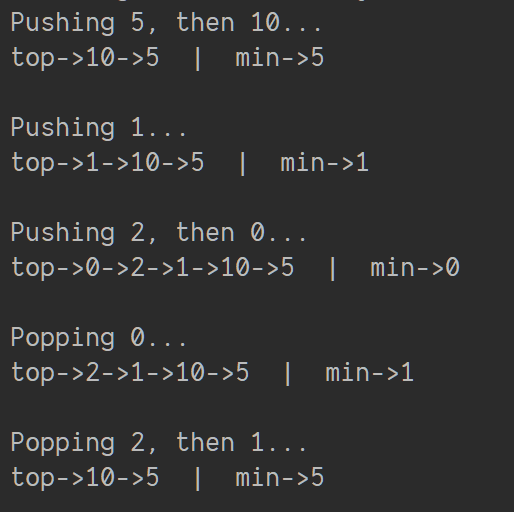 Pushing 5, then 10...
top->10->5  |  min->5
Pushing 1...
top->1->10->5  |  min->1
Pushing 2, then 0...
top->0->2->1->10->5  |  min->0
Popping 0...
top->2->1->10->5  |  min->1
Popping 2, then 1...
top->10->5  |  min->5